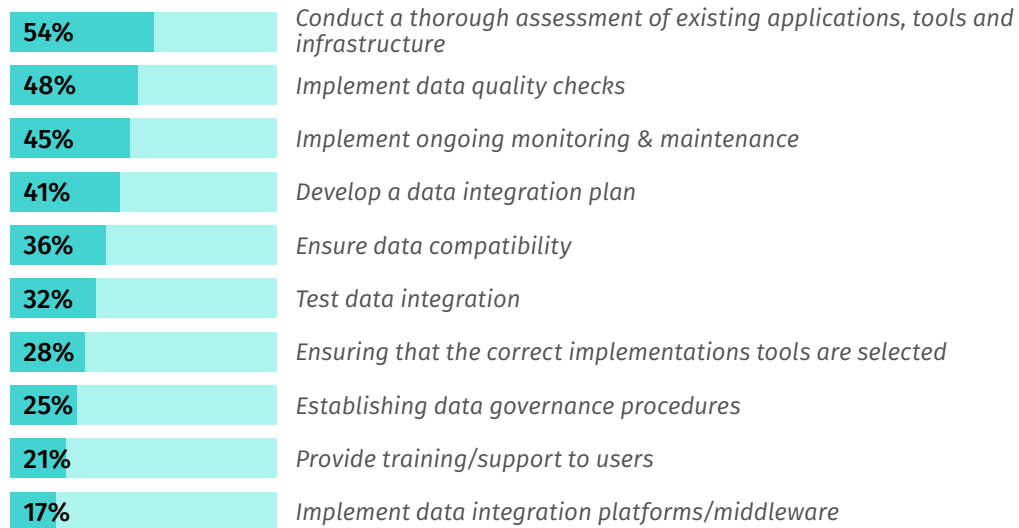 54%
Conduct a thorough assessment of existing applications, tools and
infrastructure
48%
Implement data quality checks
45%
Implement ongoing monitoring & maintenance
41%
Develop a data integration plan
36%
Ensure data compatibility
32%
Test data integration
28%
Ensuring that the correct implementations tools are selected
25%
Establishing data governance procedures
21%
Provide training/support to users
17%
Implement data integration platforms/middleware